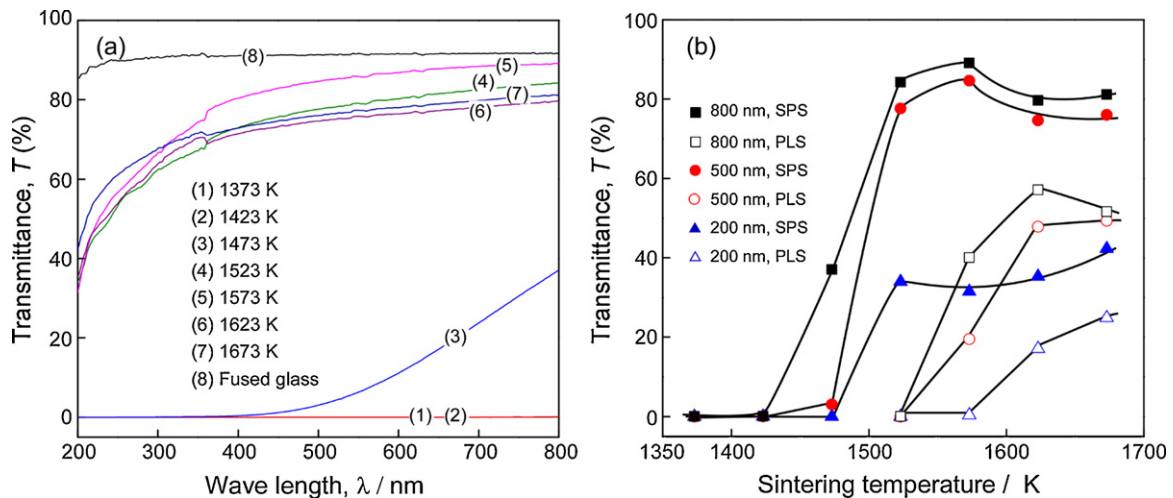 (a)
100
80
60
40
20
0
Transmittance, T (%)
200 300 400 500 600 700 800
Wave length, λ / nm
(8)
(5)
(4)
(7)
(6)
(3)
(1) (2)
(1) 1373 K
(2) 1423 K
(3) 1473 K
(4) 1523 K
(5) 1573 K
(6) 1623 K
(7) 1673 K
(8) Fused glass
(b)
100
80
60
40
20
0
Transmittance, T (%)
1350 1400 1450 1500 1550 1600 1650 1700
Sintering temperature / K
800 nm, SPS
800 nm, PLS
500 nm, SPS
500 nm, PLS
200 nm, SPS
200 nm, PLS